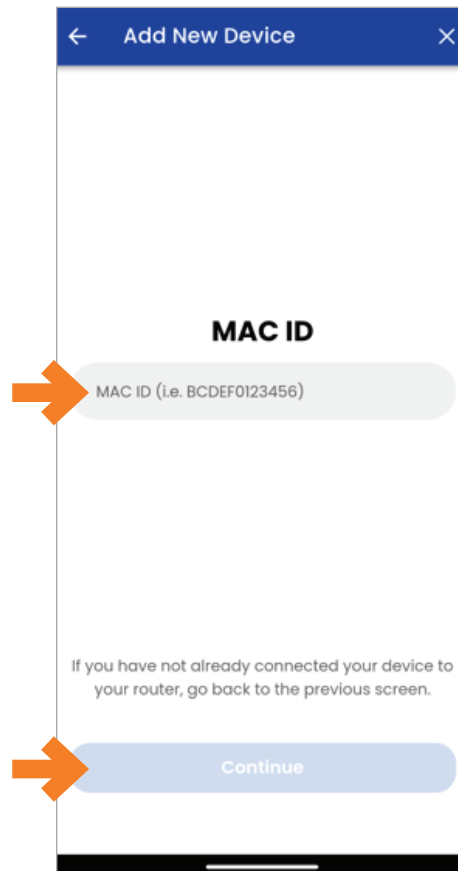 Add New Device
MAC ID
MAC ID (i.e. BCDEF0123456)
If you have not already connected your device to
your router, go back to the previous screen.
Continue